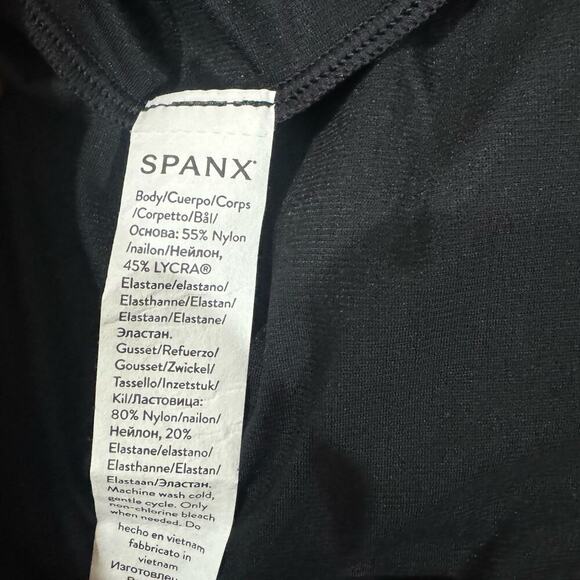 SPANX®
Body/Cuerpo/Corps
/Corpetto/Bål/
Основа: 55% Nylon
/nailon/Нейлон,
45% LYCRA®
Elastane/elastano/
Elasthanne/Elastan/
Elastaan/Elastane/
Эластан.
Gusset/Refuerzo/
Gousset/Zwickel/
Tassello/Inzetstuk/
Kil/Ластовица:
80% Nylon/nailon/
Нейлон, 20%
Elastane/elastano/
Elasthanne/Elastan/
Elastaan/Эластан.
Machine wash cold,
gentle cycle. Only
non-chlorine bleach
when needed. Do
hecho en vietnam
fabbricato in
vietnam
Изготовлен